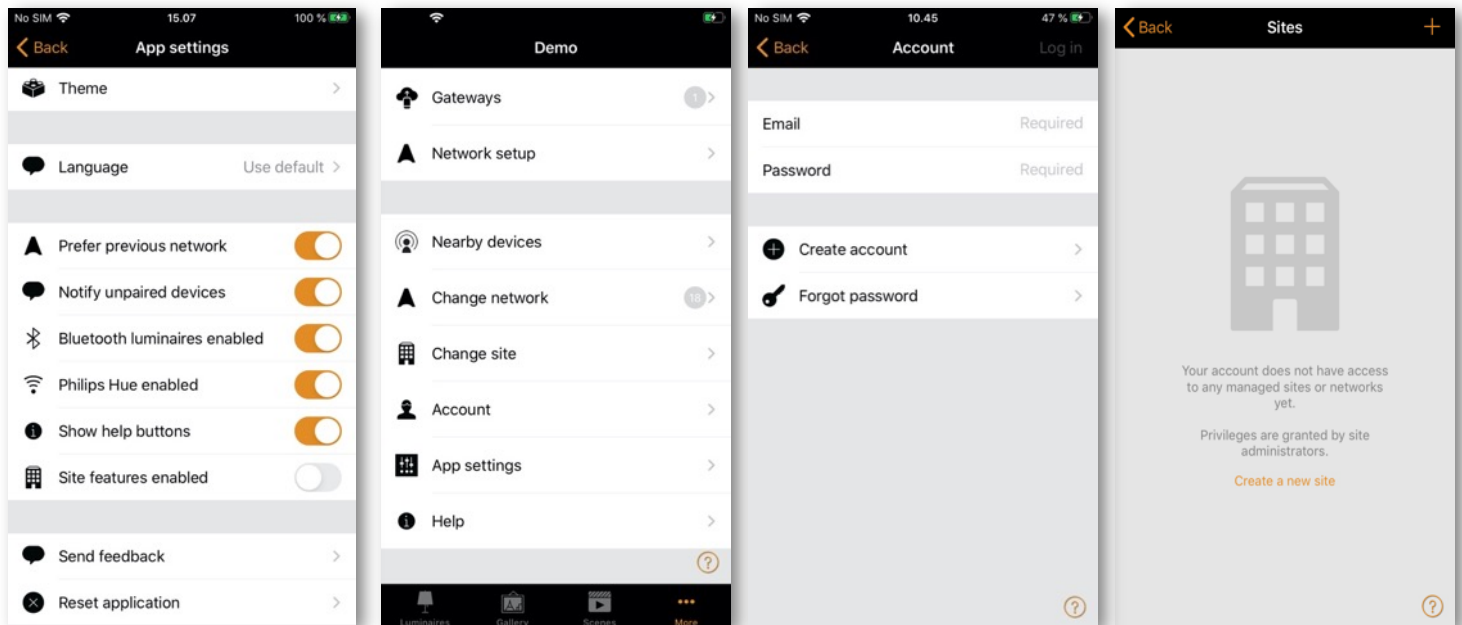 No SIM 15.07 100 %
Back App settings
Theme
Language Use default
Prefer previous network
Notify unpaired devices
Bluetooth luminaires enabled
Philips Hue enabled
Show help buttons
Site features enabled
Send feedback
Reset application
Demo
Gateways 1
Network setup
Nearby devices
Change network 18
Change site
Account
App settings
Help
?
Luminaires Gallery Scenes More
No SIM 10.45 47 %
Back Account Log in
Email Required
Password Required
Create account
Forgot password
?
Back Sites +
Your account does not have access
to any managed sites or networks
yet.
Privileges are granted by site
administrators.
Create a new site
?